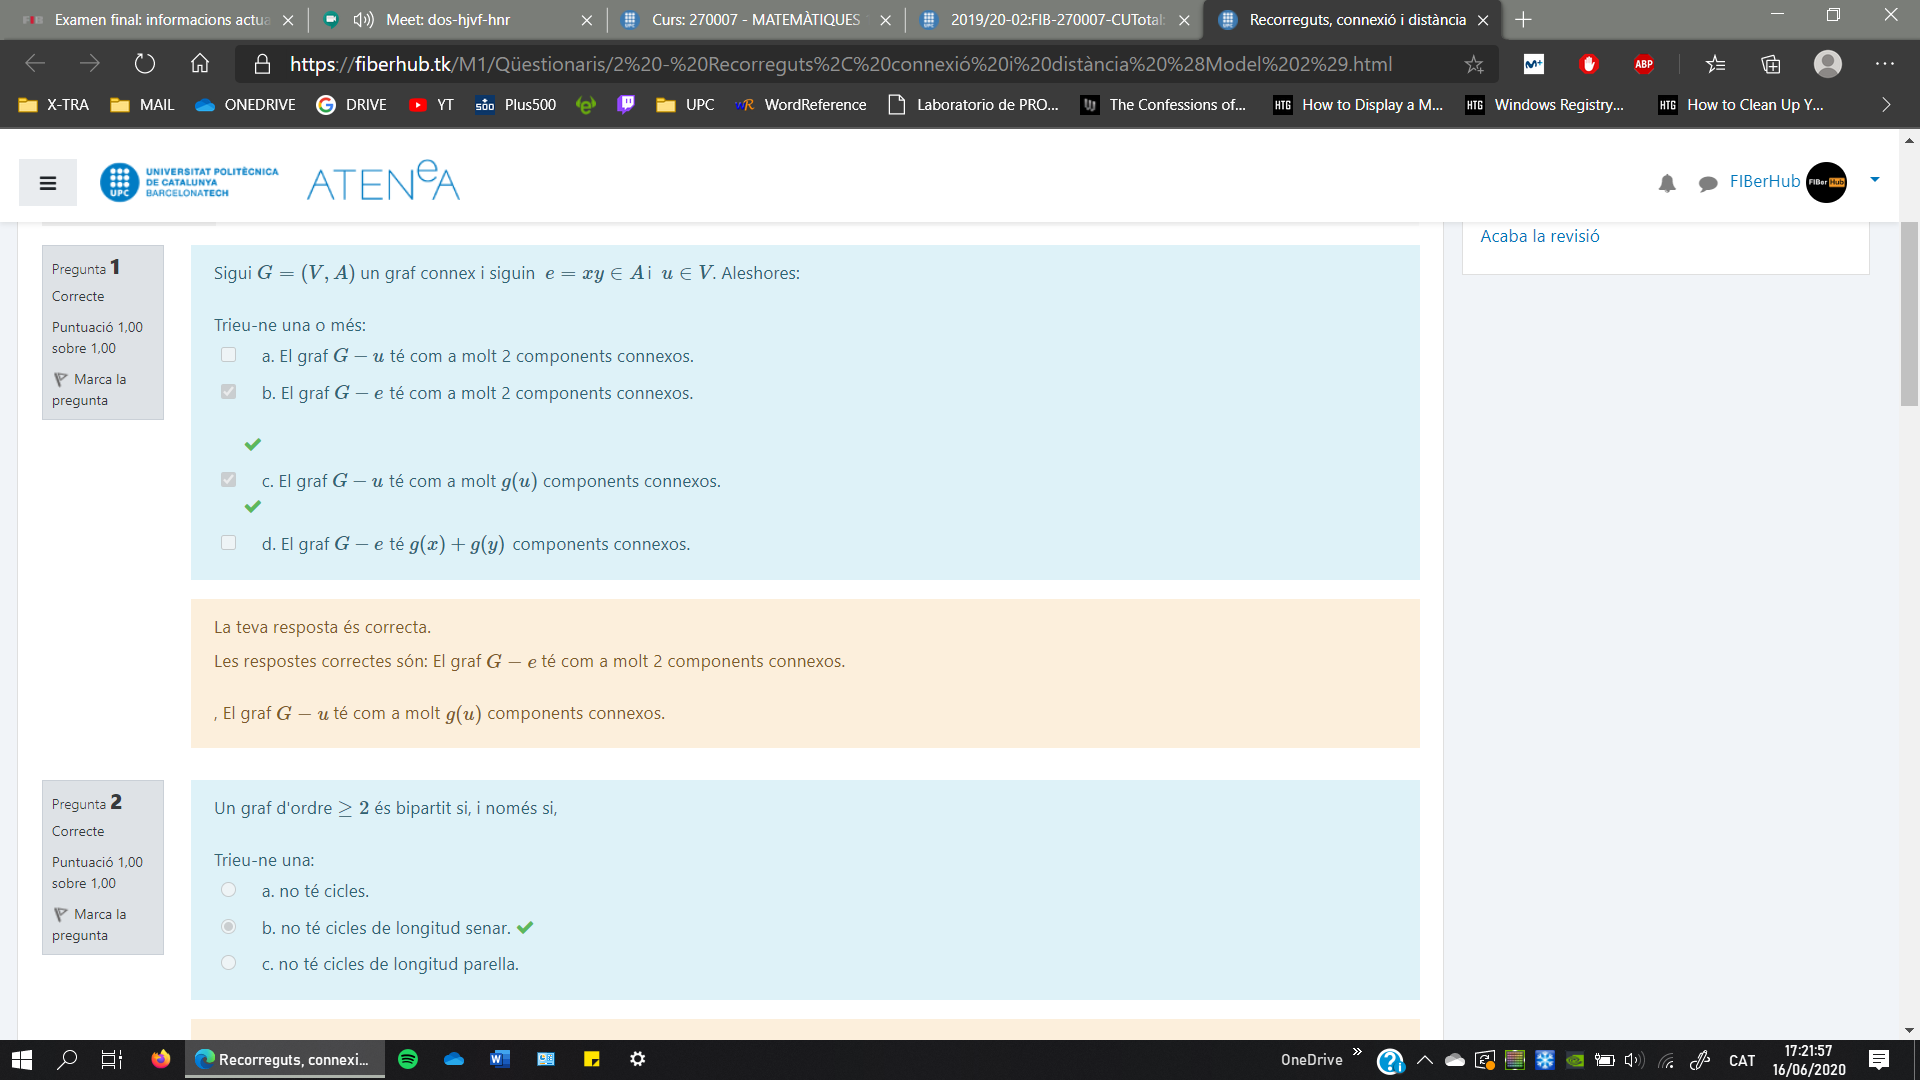 Examen final: informacions actua
Meet: dos-hjvf-hnr
Curs: 270007 - MATEMÀTIQUES
2019/20-02:FIB-270007-CUTotal:
Recorreguts, connexió i distància
https://fiberhub.tk/M1/Qüestionaris/2%20-%20Recorreguts%2C%20connexió%20i%20distància%20%28Model%202%29.html
M+
ABP
X-TRA
MAIL
ONEDRIVE
DRIVE
YT
Plus500
UPC
WordReference
Laboratorio de PRO...
The Confessions of...
HTG How to Display a M...
HTG Windows Registry...
HTG How to Clean Up Y...
UPC
UNIVERSITAT POLITÈCNICA
DE CATALUNYA
BARCELONATECH
ATENeA
FIBerHub
FIBer Hub
Acaba la revisió
Pregunta 1
Correcte
Puntuació 1,00
sobre 1,00
Marca la
pregunta
Sigui G = (V, A) un graf connex i siguin e = xy ∈ A i u ∈ V. Aleshores:
Trieu-ne una o més:
a. El graf G − u té com a molt 2 components connexos.
b. El graf G − e té com a molt 2 components connexos.
c. El graf G − u té com a molt g(u) components connexos.
d. El graf G − e té g(x) + g(y) components connexos.
La teva resposta és correcta.
Les respostes correctes són: El graf G − e té com a molt 2 components connexos.
, El graf G − u té com a molt g(u) components connexos.
Pregunta 2
Correcte
Puntuació 1,00
sobre 1,00
Marca la
pregunta
Un graf d'ordre ≥ 2 és bipartit si, i només si,
Trieu-ne una:
a. no té cicles.
b. no té cicles de longitud senar.
c. no té cicles de longitud parella.
Recorreguts, connexi...
OneDrive
CAT
17:21:57
16/06/2020